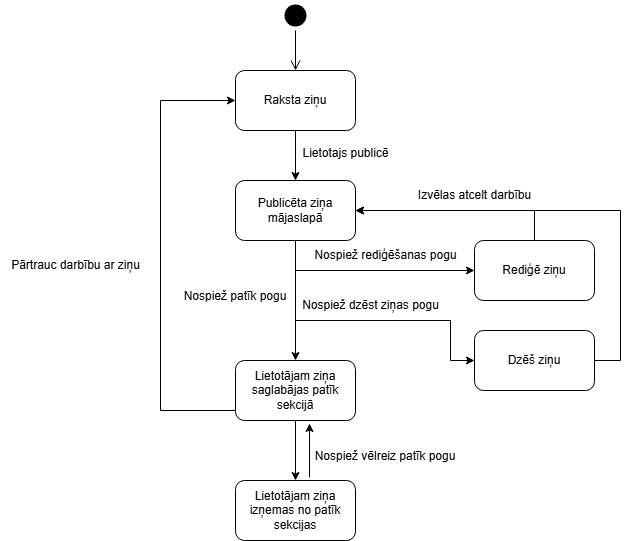 Raksta ziņu
Lietotajs publicē
Publicēta ziņa
mājaslapā
Izvēlas atcelt darbību
Nospiež rediģēšanas pogu
Rediģē ziņu
Pārtrauc darbību ar ziņu
Nospiež patīk pogu
Nospiež dzēst ziņas pogu
Dzēš ziņu
Lietotājam ziņa
saglabājas patīk
sekcijā
Nospiež vēlreiz patīk pogu
Lietotājam ziņa
izņemas no patīk
sekcijas